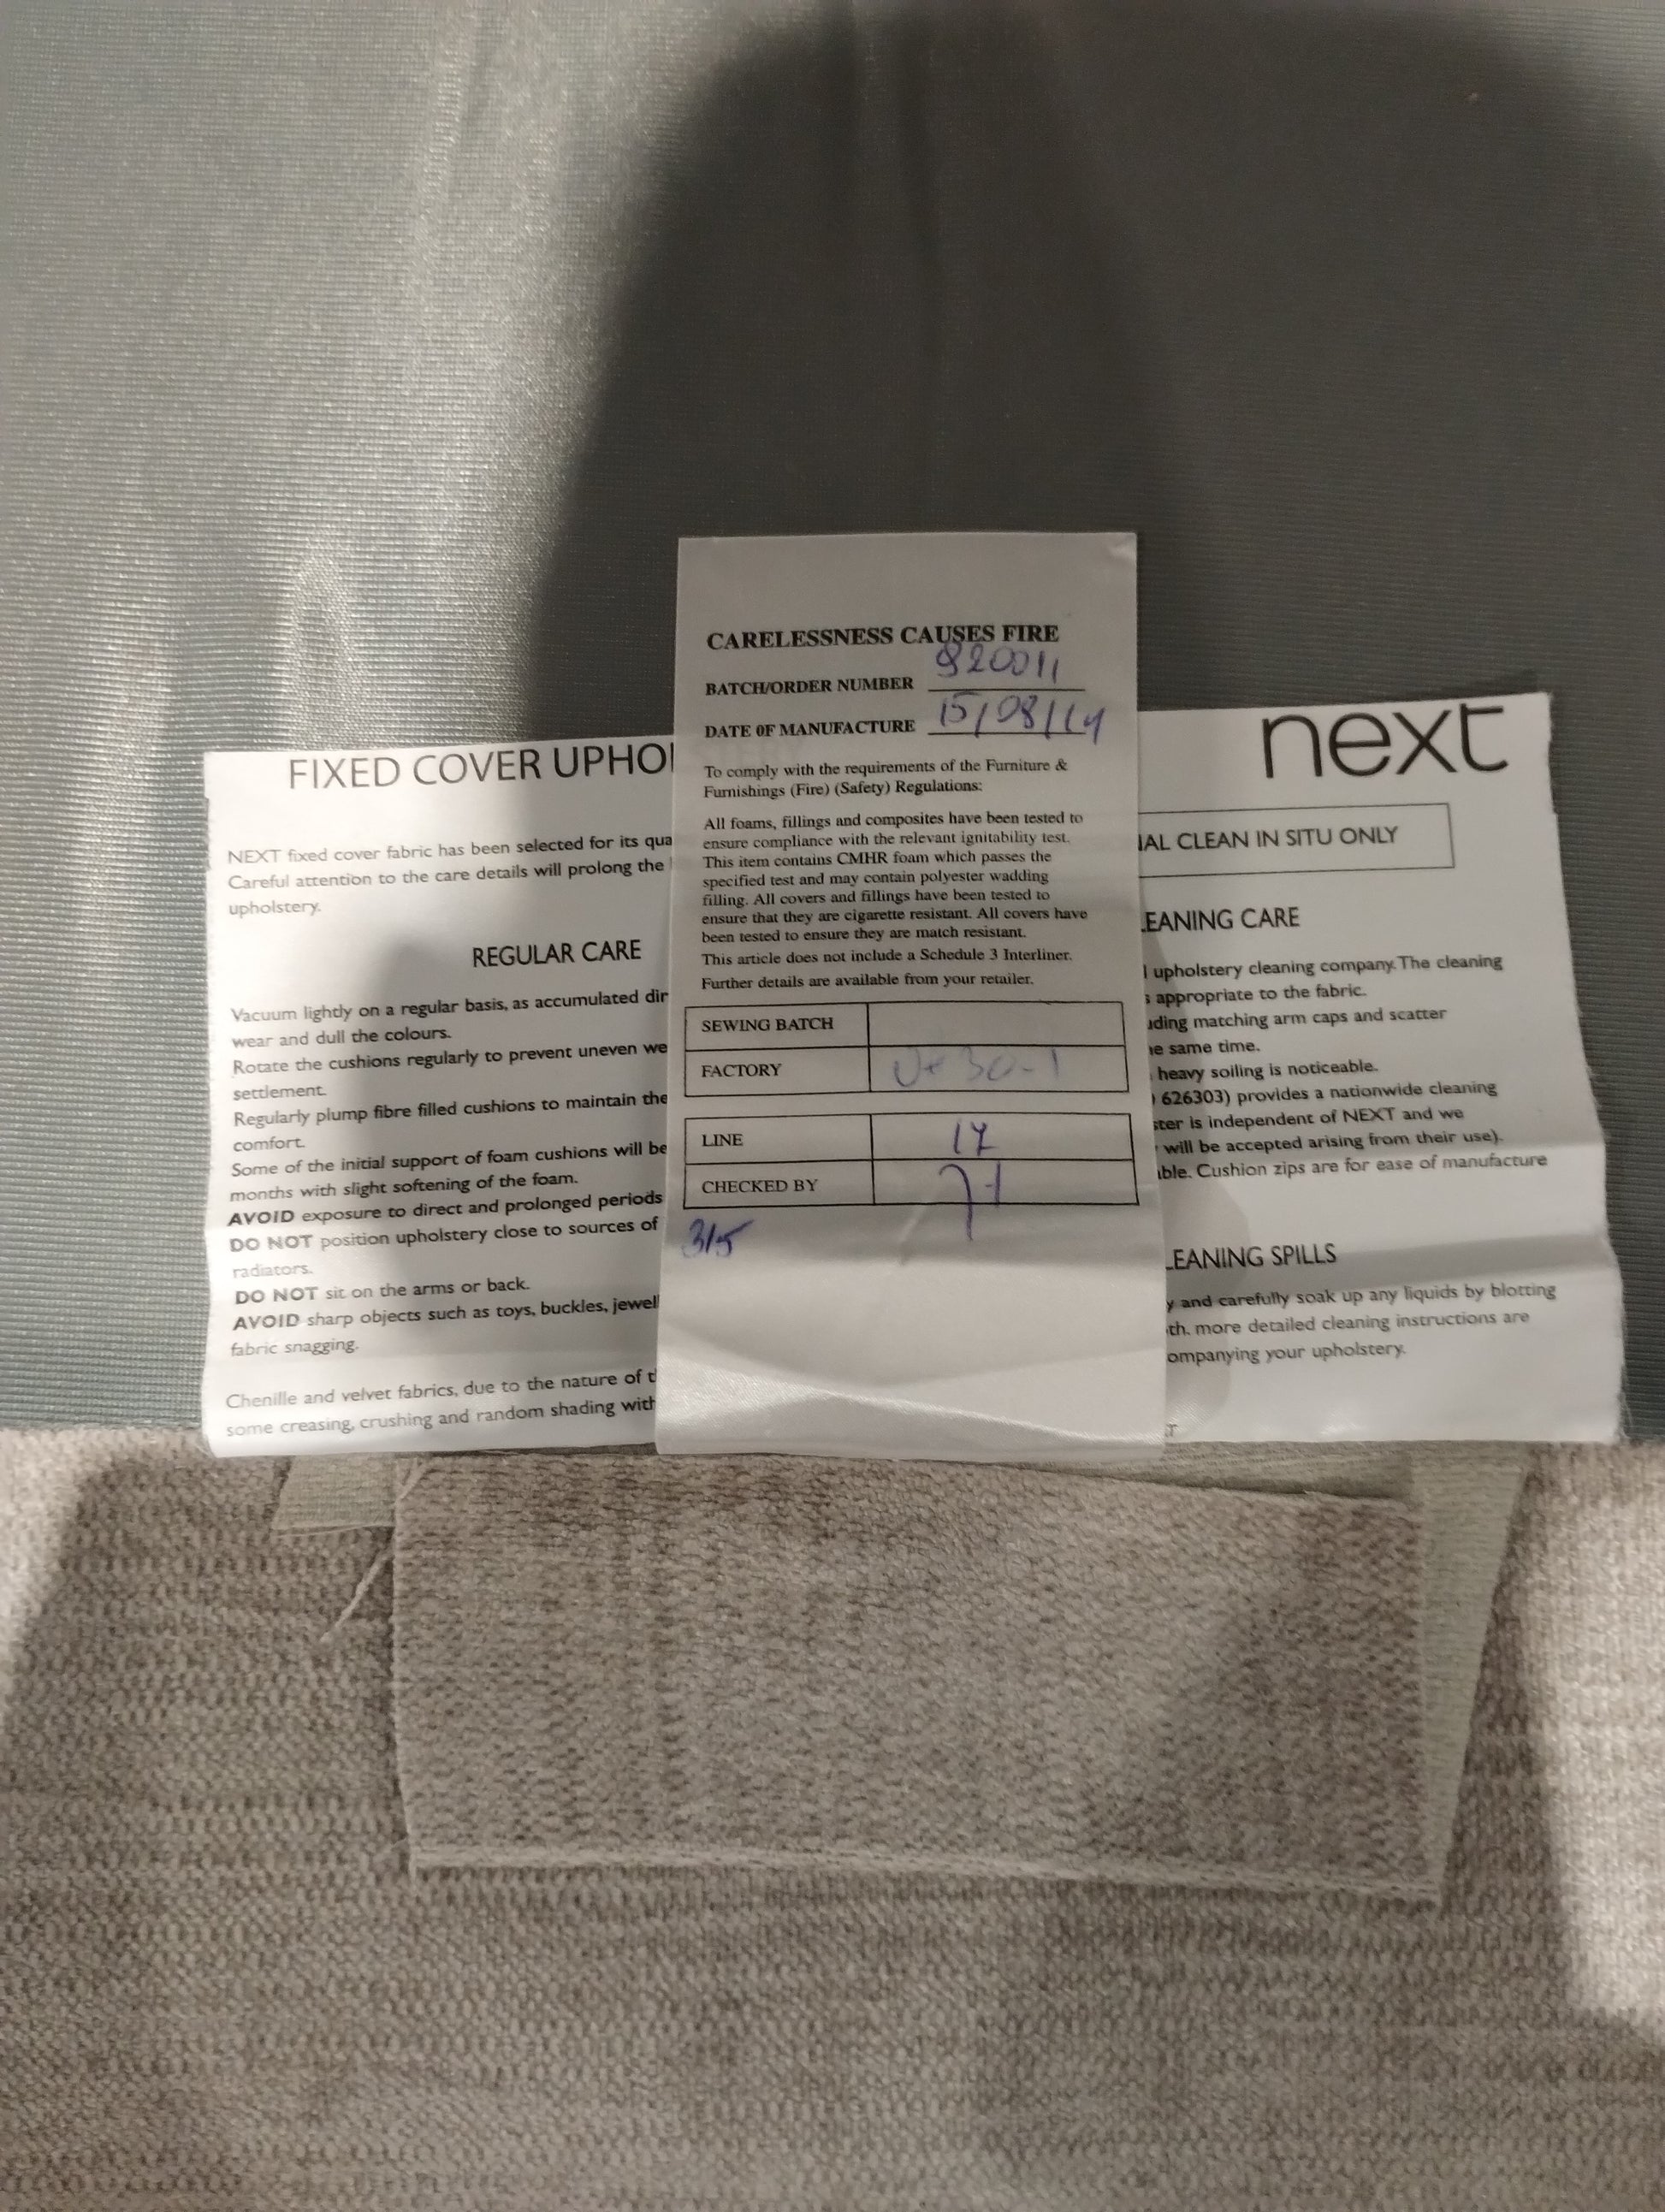 FIXED COVER UPHO
NEXT fixed cover fabric has been selected for its qua
Careful attention to the care details will prolong the
upholstery.
REGULAR CARE
Vacuum lightly on a regular basis, as accumulated dir
wear and dull the colours.
Rotate the cushions regularly to prevent uneven we
settlement.
Regularly plump fibre filled cushions to maintain the
comfort.
Some of the initial support of foam cushions will be
months with slight softening of the foam.
AVOID exposure to direct and prolonged periods
DO NOT position upholstery close to sources of
radiators.
DO NOT sit on the arms or back.
AVOID sharp objects such as toys, buckles, jewel
fabric snagging.
Chenille and velvet fabrics, due to the nature of t
some creasing, crushing and random shading with
CARELESSNESS CAUSES FIRE
BATCH/ORDER NUMBER 920011
DATE OF MANUFACTURE 15/08/14
To comply with the requirements of the Furniture &
Furnishings (Fire) (Safety) Regulations:
All foams, fillings and composites have been tested to
ensure compliance with the relevant ignitability test.
This item contains CMHR foam which passes the
specified test and may contain polyester wadding
filling. All covers and fillings have been tested to
ensure that they are cigarette resistant. All covers have
been tested to ensure they are match resistant.
This article does not include a Schedule 3 Interliner.
Further details are available from your retailer.
SEWING BATCH
FACTORY
LINE 17
CHECKED BY
3/5
next
AL CLEAN IN SITU ONLY
EANING CARE
l upholstery cleaning company. The cleaning
s appropriate to the fabric.
ding matching arm caps and scatter
e same time.
heavy soiling is noticeable.
626303) provides a nationwide cleaning
ter is independent of NEXT and we
will be accepted arising from their use).
ble. Cushion zips are for ease of manufacture
LEANING SPILLS
y and carefully soak up any liquids by blotting
th. more detailed cleaning instructions are
ompanying your upholstery.